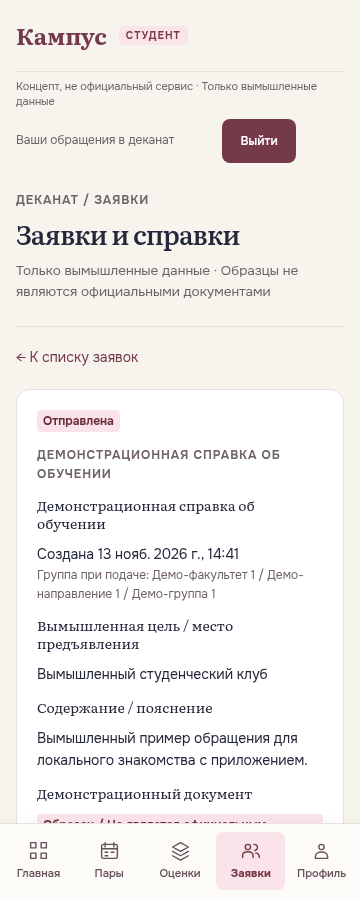 Кампус
СТУДЕНТ
Концепт, не официальный сервис · Только вымышленные
данные
Ваши обращения в деканат
Выйти
ДЕКАНАТ / ЗАЯВКИ
Заявки и справки
Только вымышленные данные · Образцы не
являются официальными документами
← К списку заявок
Отправлена
ДЕМОНСТРАЦИОННАЯ СПРАВКА ОБ
ОБУЧЕНИИ
Демонстрационная справка об
обучении
Создана 13 нояб. 2026 г., 14:41
Группа при подаче: Демо-факультет 1 / Демо-
направление 1 / Демо-группа 1
Вымышленная цель / место
предъявления
Вымышленный студенческий клуб
Содержание / пояснение
Вымышленный пример обращения для
локального знакомства с приложением.
Демонстрационный документ
Главная
Пары
Оценки
Заявки
Профиль